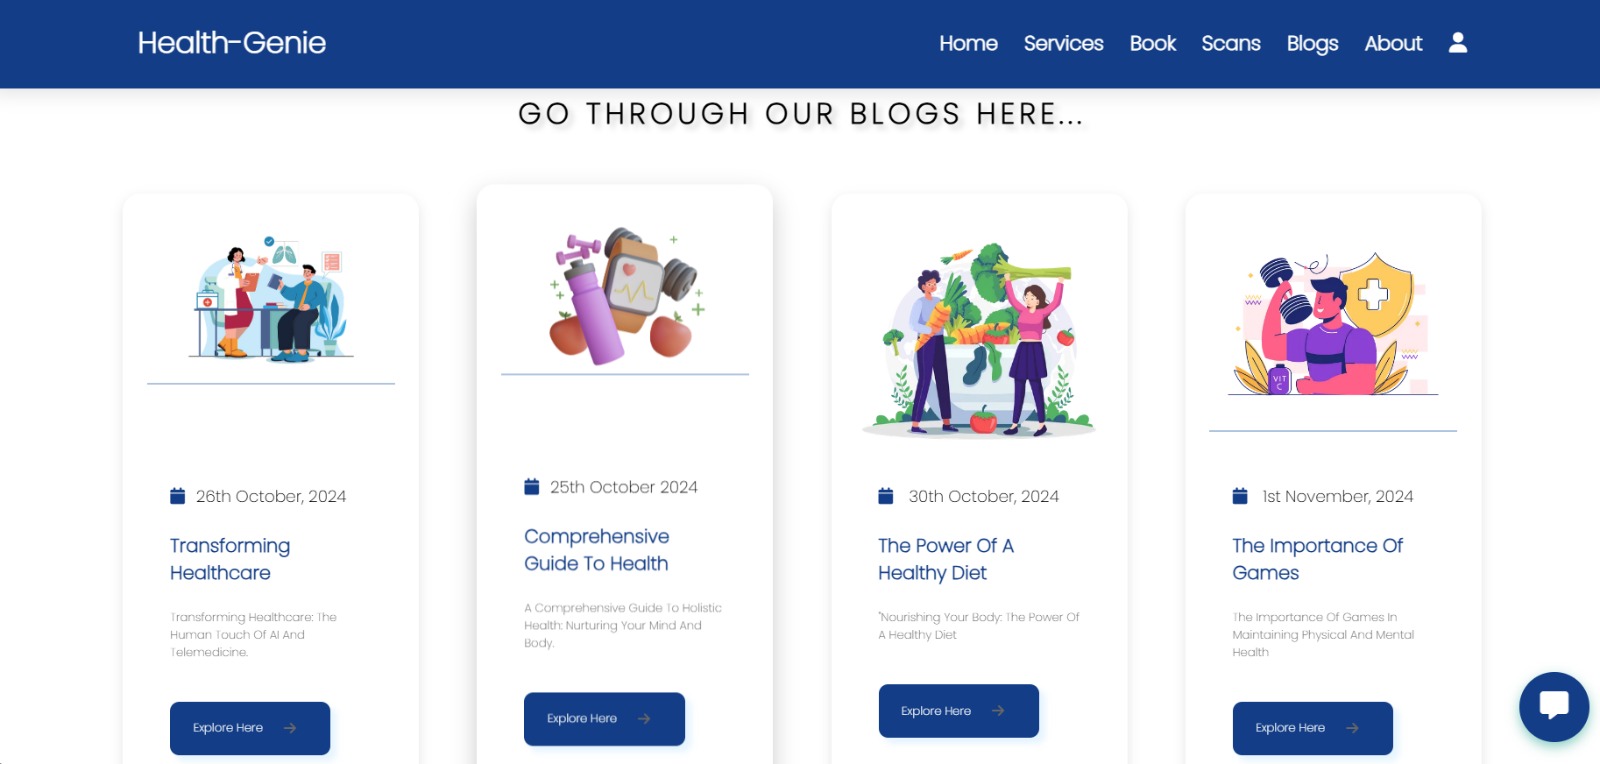 Health-Genie
Home Services Book Scans Blogs About
GO THROUGH OUR BLOGS HERE...
26th October, 2024
Transforming
Healthcare
Transforming Healthcare: The
Human Touch Of AI And
Telemedicine.
Explore Here
25th October 2024
Comprehensive
Guide To Health
A Comprehensive Guide To Holistic
Health: Nurturing Your Mind And
Body.
Explore Here
30th October, 2024
The Power Of A
Healthy Diet
"Nourishing Your Body: The Power Of
A Healthy Diet
Explore Here
VIT
C
1st November, 2024
The Importance Of
Games
The Importance Of Games In
Maintaining Physical And Mental
Health
Explore Here